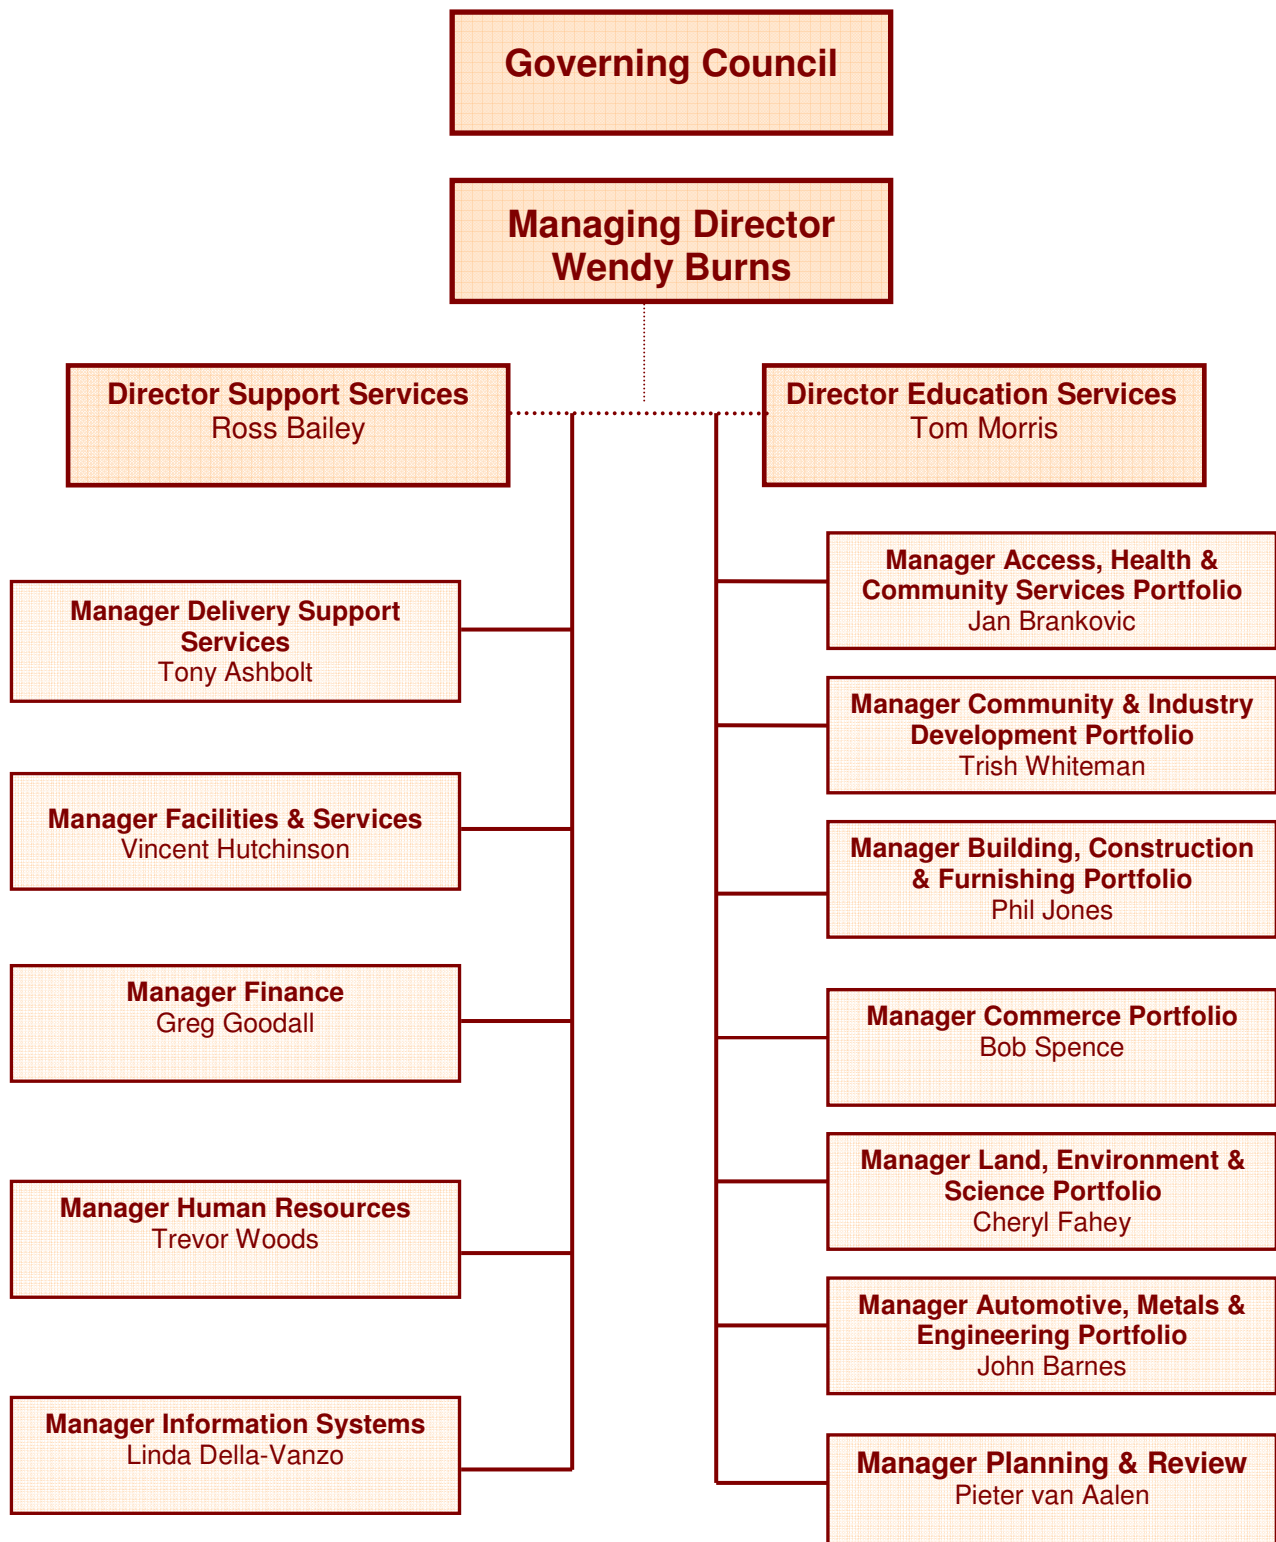 Governing Council
Managing Director
Wendy Burns
Director Support Services
Ross Bailey
Director Education Services
Tom Morris
Manager Delivery Support
Services
Tony Ashbolt
Manager Facilities & Services
Vincent Hutchinson
Manager Finance
Greg Goodall
Manager Human Resources
Trevor Woods
Manager Information Systems
Linda Della-Vanzo
Manager Access, Health &
Community Services Portfolio
Jan Brankovic
Manager Community & Industry
Development Portfolio
Trish Whiteman
Manager Building, Construction
& Furnishing Portfolio
Phil Jones
Manager Commerce Portfolio
Bob Spence
Manager Land, Environment &
Science Portfolio
Cheryl Fahey
Manager Automotive, Metals &
Engineering Portfolio
John Barnes
Manager Planning & Review
Pieter van Aalen